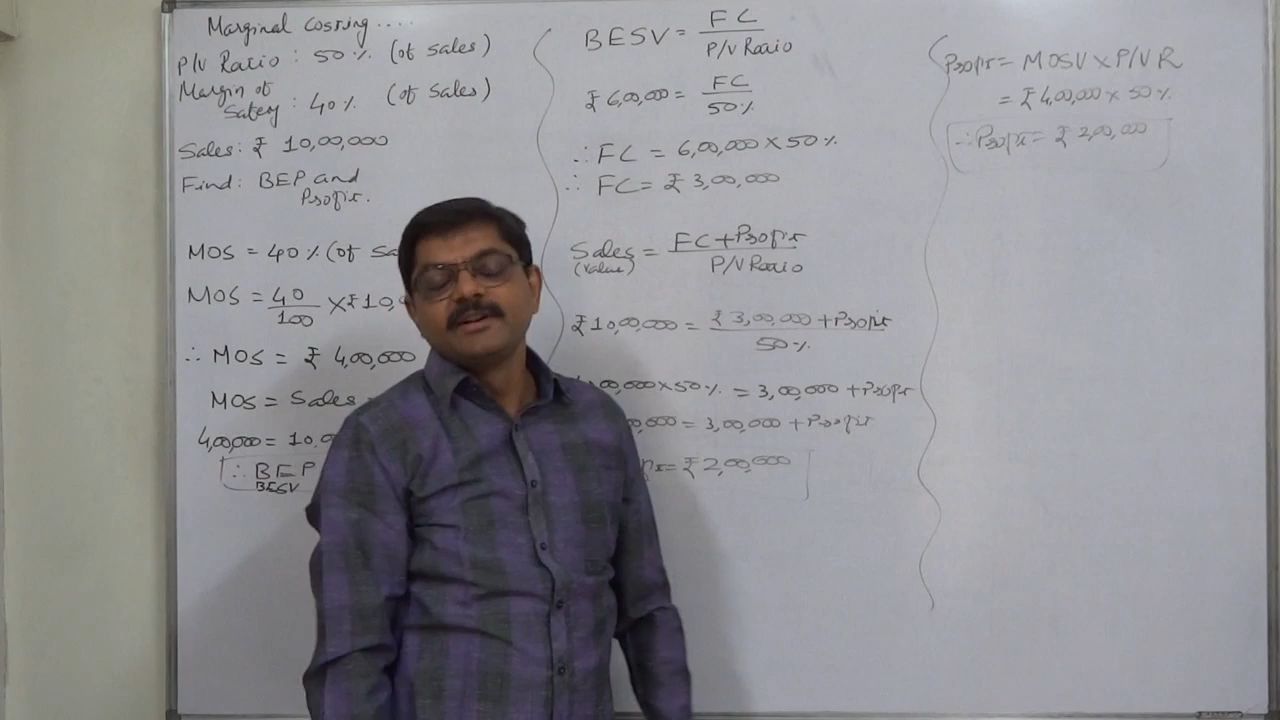 Marginal Costing....
P/V Ratio : 50% (of sales)
Margin of
Safety : 40% (of sales)
Sales: ₹ 10,00,000
Find: BEP and
Profit.
MOS = 40% (of Sa
MOS = 40/100 × ₹10,
∴ MOS = ₹ 4,00,000
MOS = Sales
4,00,000 = 10,0
∴ BEP
BESV
BESV = FC / P/V Ratio
₹ 6,00,000 = FC / 50%
∴ FC = 6,00,000 × 50%
∴ FC = ₹ 3,00,000
Sales (Value) = FC + Profit / P/V Ratio
₹ 10,00,000 = ₹ 3,00,000 + Profit / 50%
00,000 × 50% = 3,00,000 + Profit
0,000 = 3,00,000 + Profit
= ₹ 2,00,000
Profit = MOSV × P/V R
= ₹ 4,00,000 × 50%
∴ Profit = ₹ 2,00,000